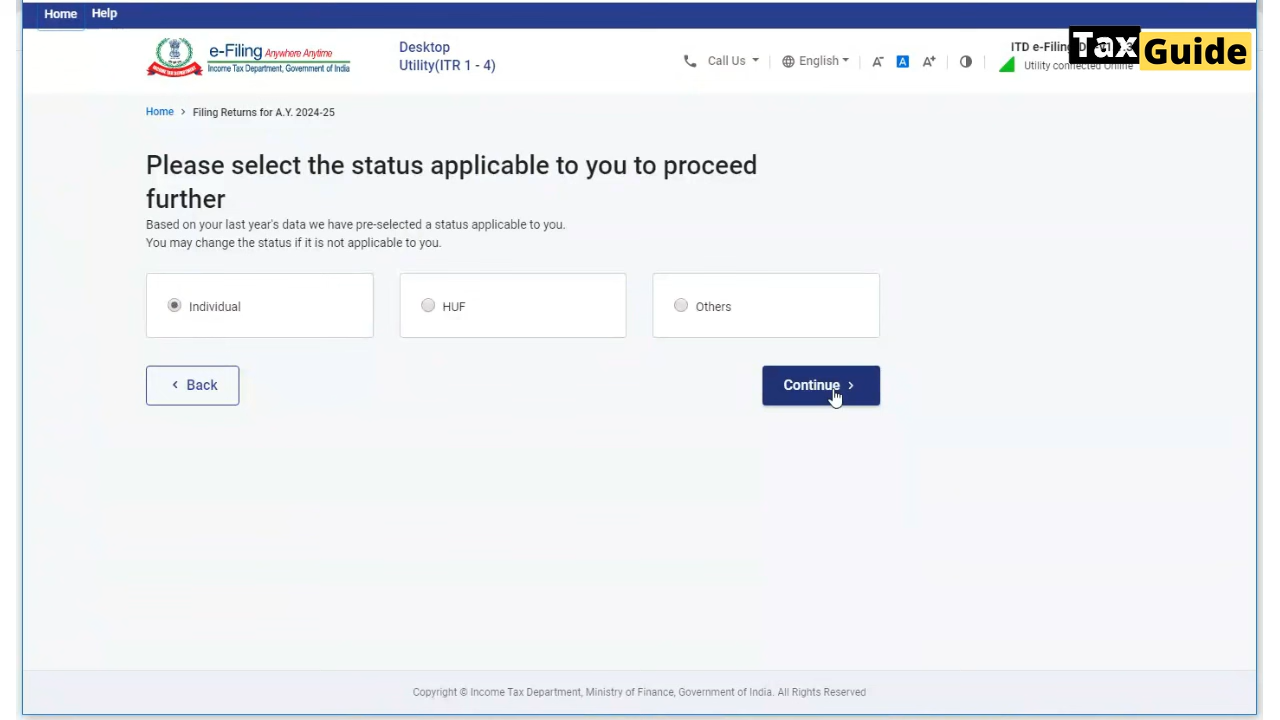 Home Help
e-Filing Anywhere Anytime
Income Tax Department, Government of India
Desktop
Utility(ITR 1 - 4)
Call Us
English
A-
A
A+
ITD e-Filing
Utility connected Online
Tax Guide
Home > Filing Returns for A.Y. 2024-25
Please select the status applicable to you to proceed
further
Based on your last year's data we have pre-selected a status applicable to you.
You may change the status if it is not applicable to you.
Individual
HUF
Others
< Back
Continue >
Copyright © Income Tax Department, Ministry of Finance, Government of India. All Rights Reserved